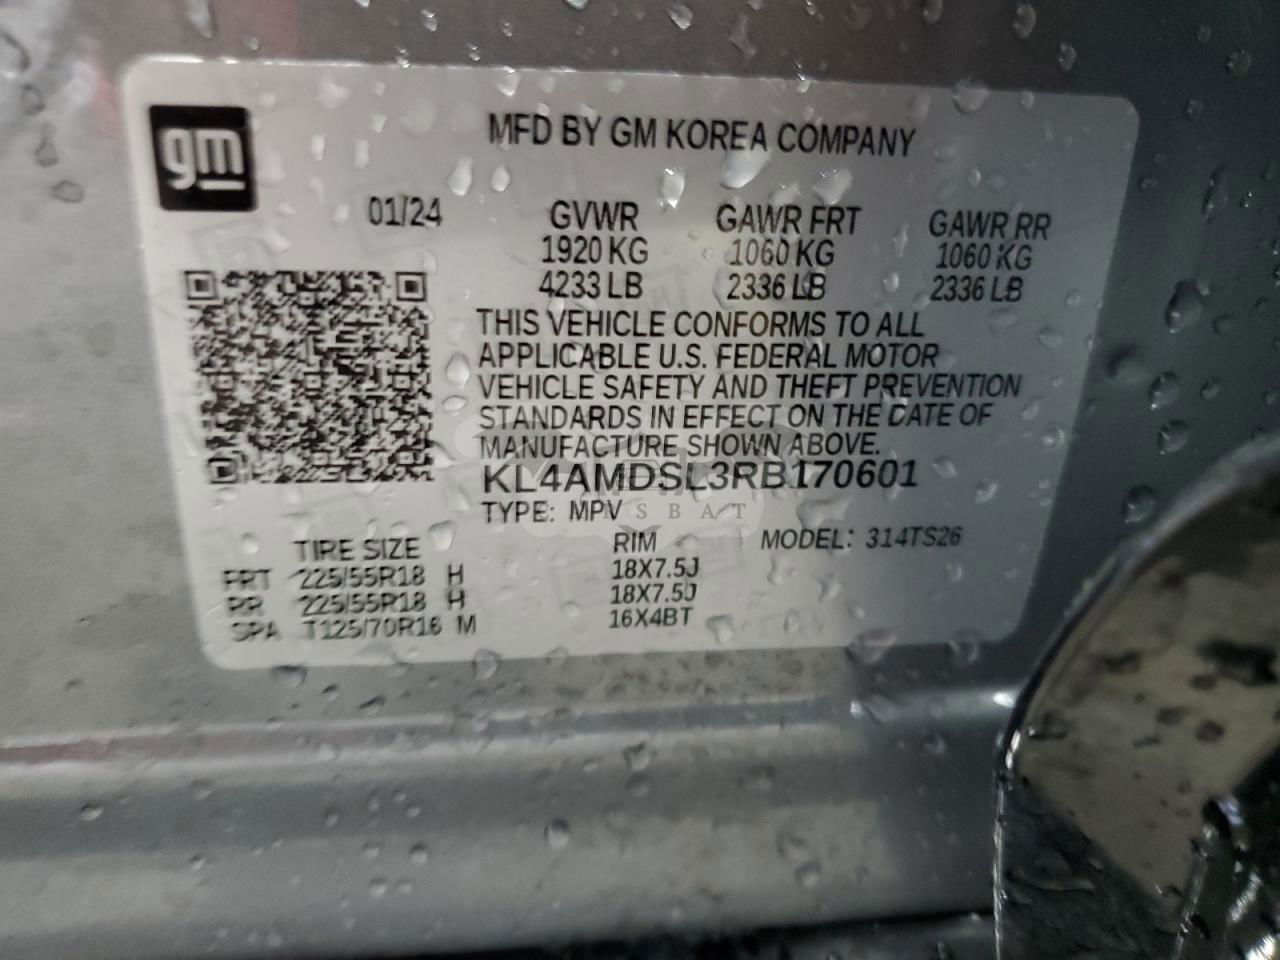 gm
MFD BY GM KOREA COMPANY
01/24 GVWR GAWR FRT GAWR RR
1920 KG 1060 KG 1060 KG
4233 LB 2336 LB 2336 LB
THIS VEHICLE CONFORMS TO ALL
APPLICABLE U.S. FEDERAL MOTOR
VEHICLE SAFETY AND THEFT PREVENTION
STANDARDS IN EFFECT ON THE DATE OF
MANUFACTURE SHOWN ABOVE.
KL4AMDSL3RB170601
TYPE: MPV
TIRE SIZE RIM MODEL: 314TS26
FRT 225/55R18 H 18X7.5J
RR 225/55R18 H 18X7.5J
SPA T125/70R16 M 16X4BT